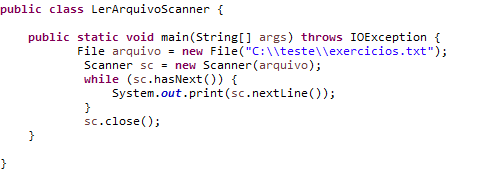 public class LerArquivoScanner {
public static void main(String[] args) throws IOException {
File arquivo = new File("C:\\teste\\exercicios.txt");
Scanner sc = new Scanner(arquivo);
while (sc.hasNext()) {
System.out.print(sc.nextLine());
}
sc.close();
}
}